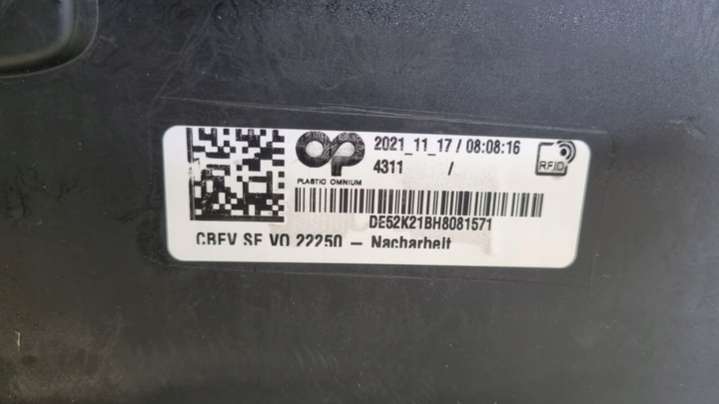 2021_11_17 / 08:08:16
4311 /
RFID
PLASTIC OMNIUM
DE52K21BH8081571
CBEV SE VO 22250 – Nacharbeit